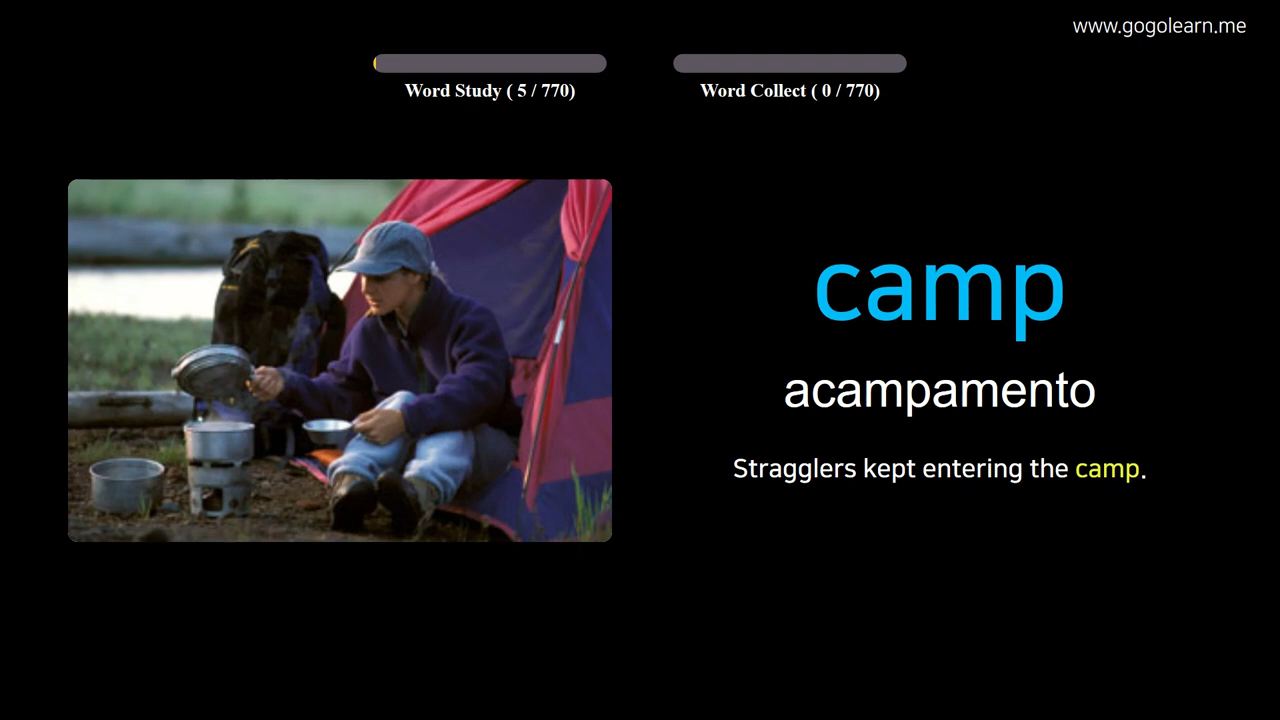 www.gogolearn.me
Word Study ( 5 / 770)
Word Collect ( 0 / 770)
camp
acampamento
Stragglers kept entering the camp.